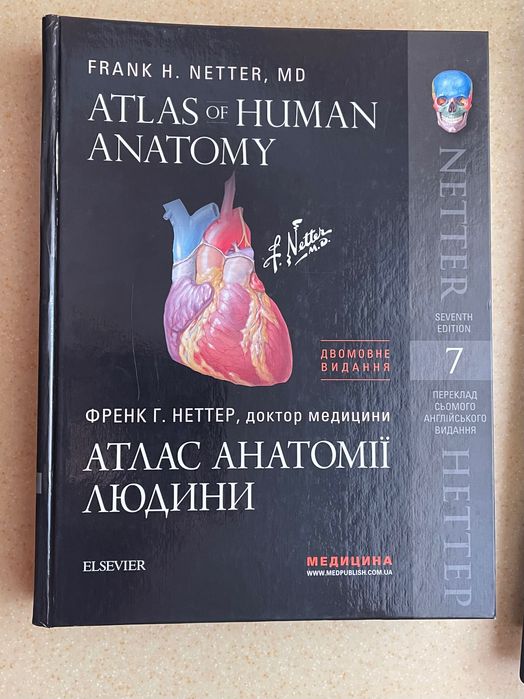 FRANK H. NETTER, MD
ATLAS OF HUMAN
ANATOMY
F. Netter
M.D.
ДВОМОВНЕ
ВИДАННЯ
ФРЕНК Г. НЕТТЕР, доктор медицини
АТЛАС АНАТОМІЇ
ЛЮДИНИ
ELSEVIER
МЕДИЦИНА
WWW.MEDPUBLISH.COM.UA
NETTER
SEVENTH
EDITION
7
ПЕРЕКЛАД
СЬОМОГО
АНГЛІЙСЬКОГО
ВИДАННЯ
НЕТТЕР